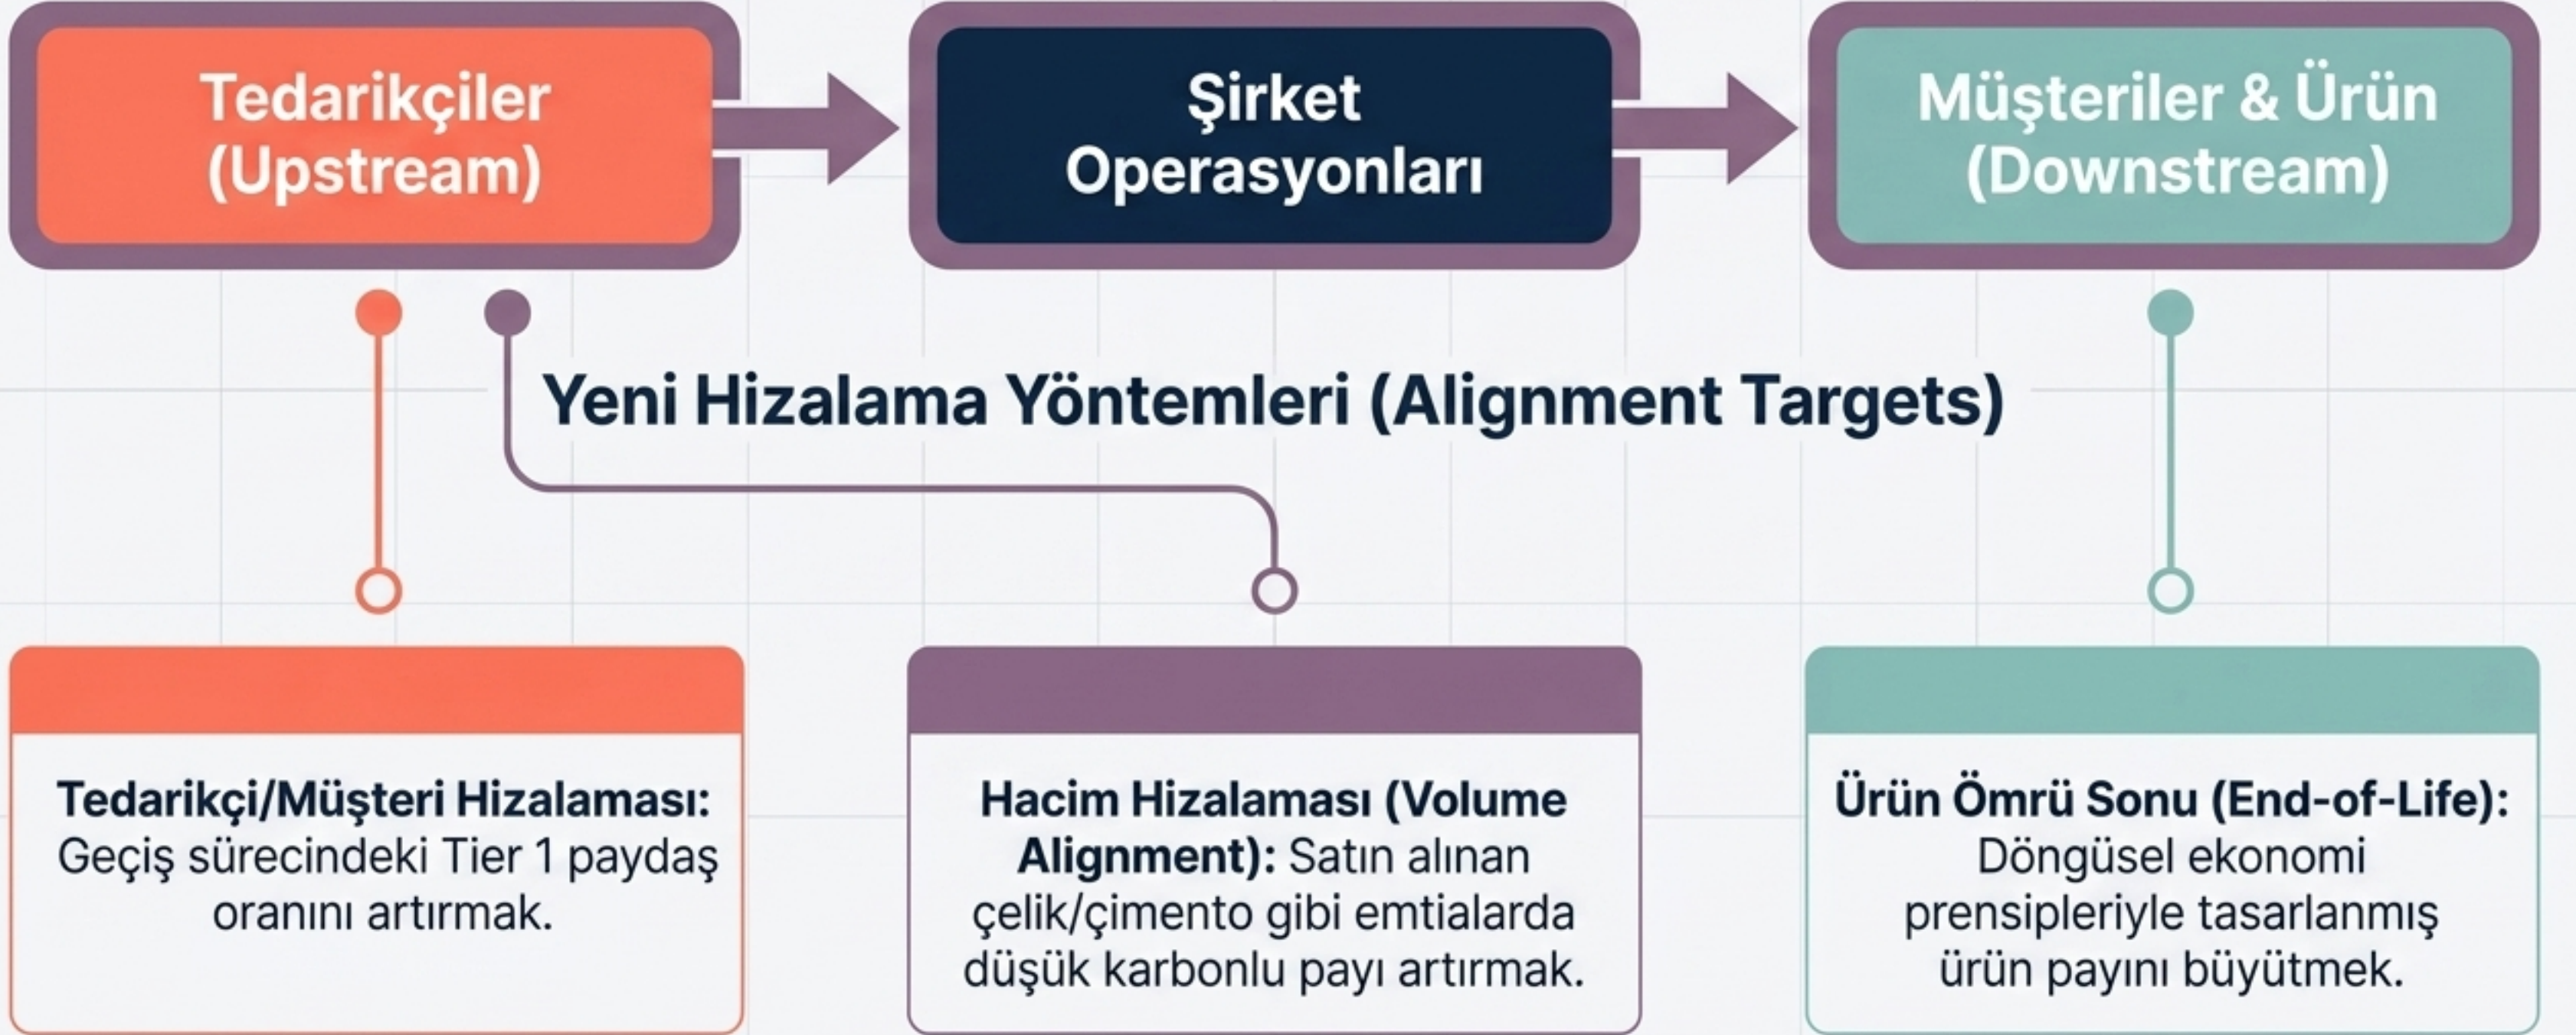 Tedarikçiler
(Upstream)
Şirket
Operasyonları
Müşteriler & Ürün
(Downstream)
Yeni Hizalama Yöntemleri (Alignment Targets)
Tedarikçi/Müşteri Hizalaması:
Geçiş sürecindeki Tier 1 paydaş
oranını artırmak.
Hacim Hizalaması (Volume
Alignment): Satın alınan
çelik/çimento gibi emtialarda
düşük karbonlu payı artırmak.
Ürün Ömrü Sonu (End-of-Life):
Döngüsel ekonomi
prensipleriyle tasarlanmış
ürün payını büyütmek.